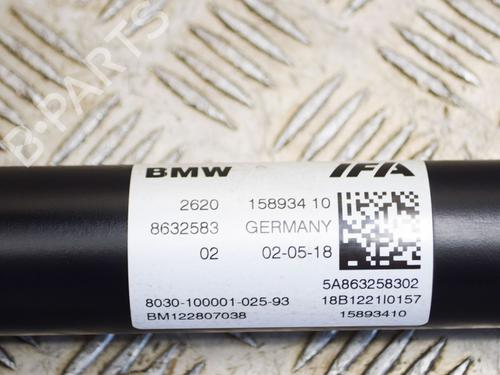 B-PARTS
BMW IFA
2620 158934 10
8632583 GERMANY
02 02-05-18
5A863258302
8030-100001-025-93 18B1221I0157
BM122807038 15893410